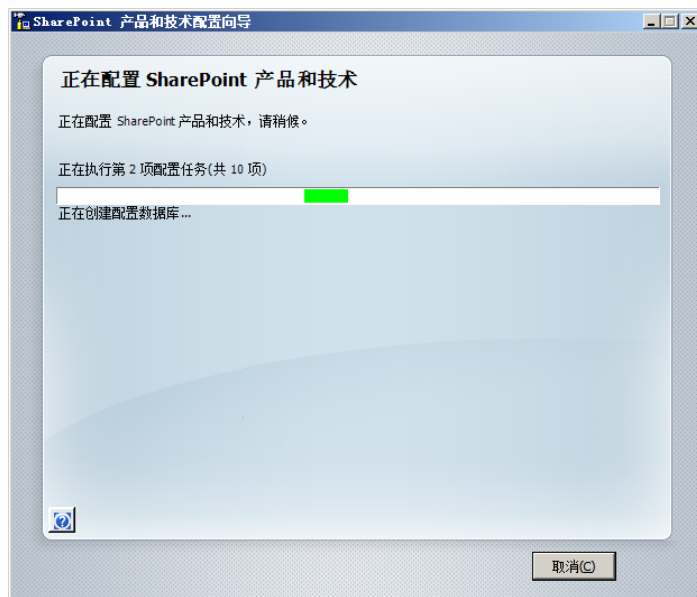 SharePoint 产品和技术配置向导
正在配置 SharePoint 产品和技术
正在配置 SharePoint 产品和技术，请稍候。
正在执行第 2 项配置任务(共 10 项)
正在创建配置数据库...
取消(C)